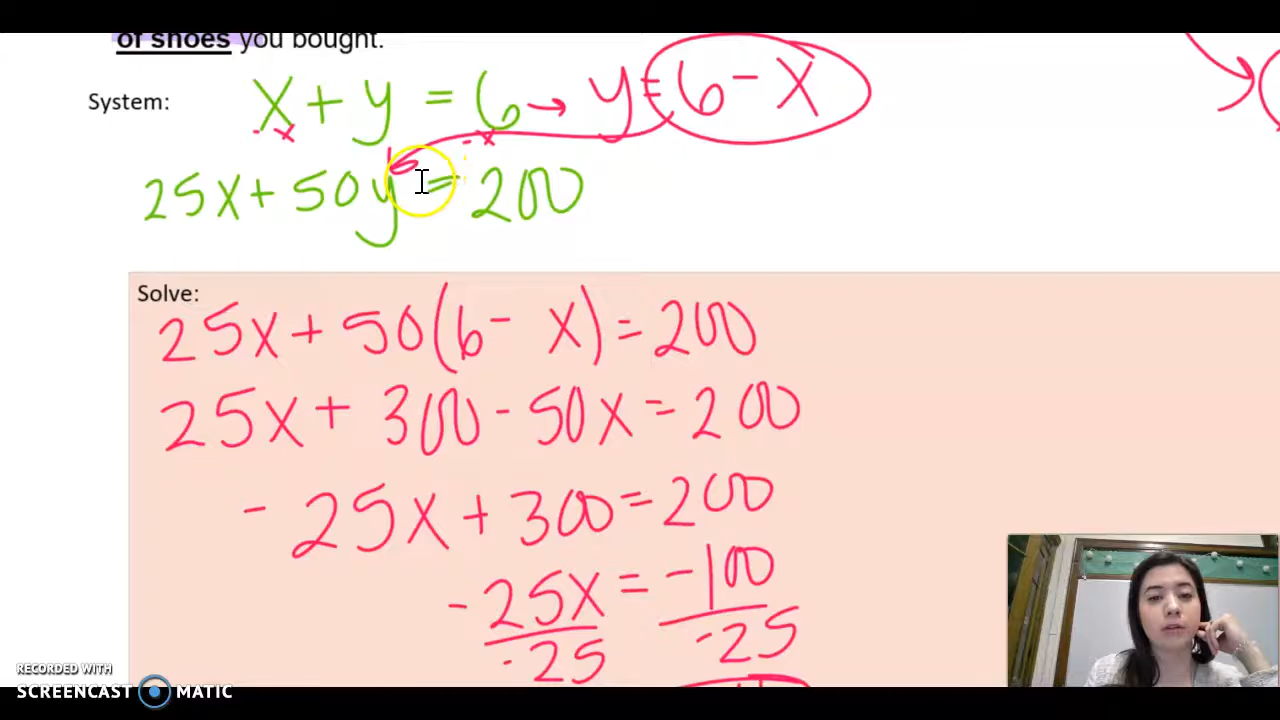 of shoes you bought.
System: x + y = 6 → y = 6 - x
- x - x
25x + 50y = 200
Solve:
25x + 50(6 - x) = 200
25x + 300 - 50x = 200
- 25x + 300 = 200
- 25x = -100
-25 -25
RECORDED WITH
SCREENCAST MATIC